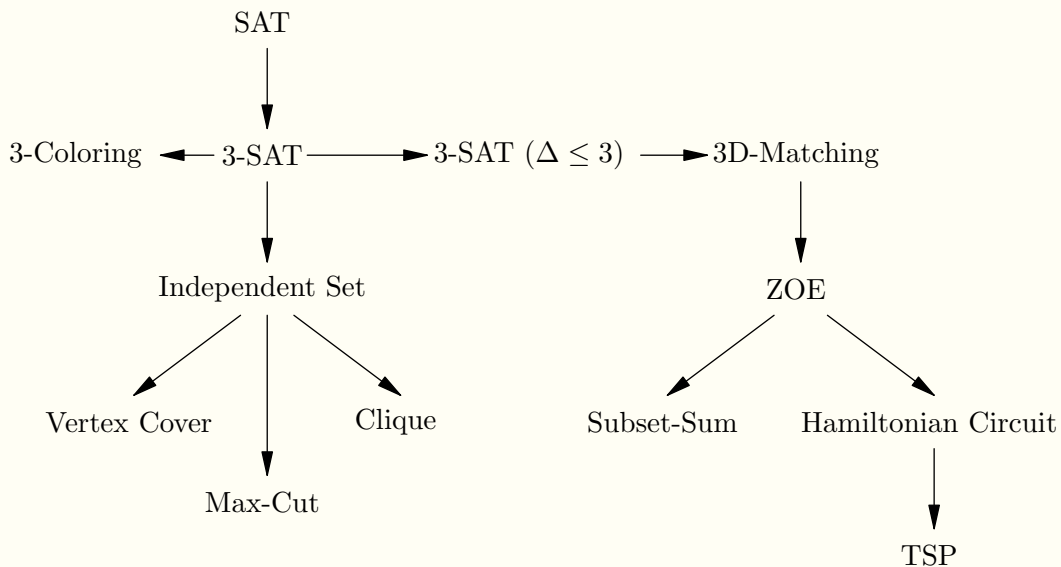 SAT
3-Coloring 3-SAT 3-SAT (Δ ≤ 3) 3D-Matching
Independent Set ZOE
Vertex Cover Clique Subset-Sum Hamiltonian Circuit
Max-Cut
TSP